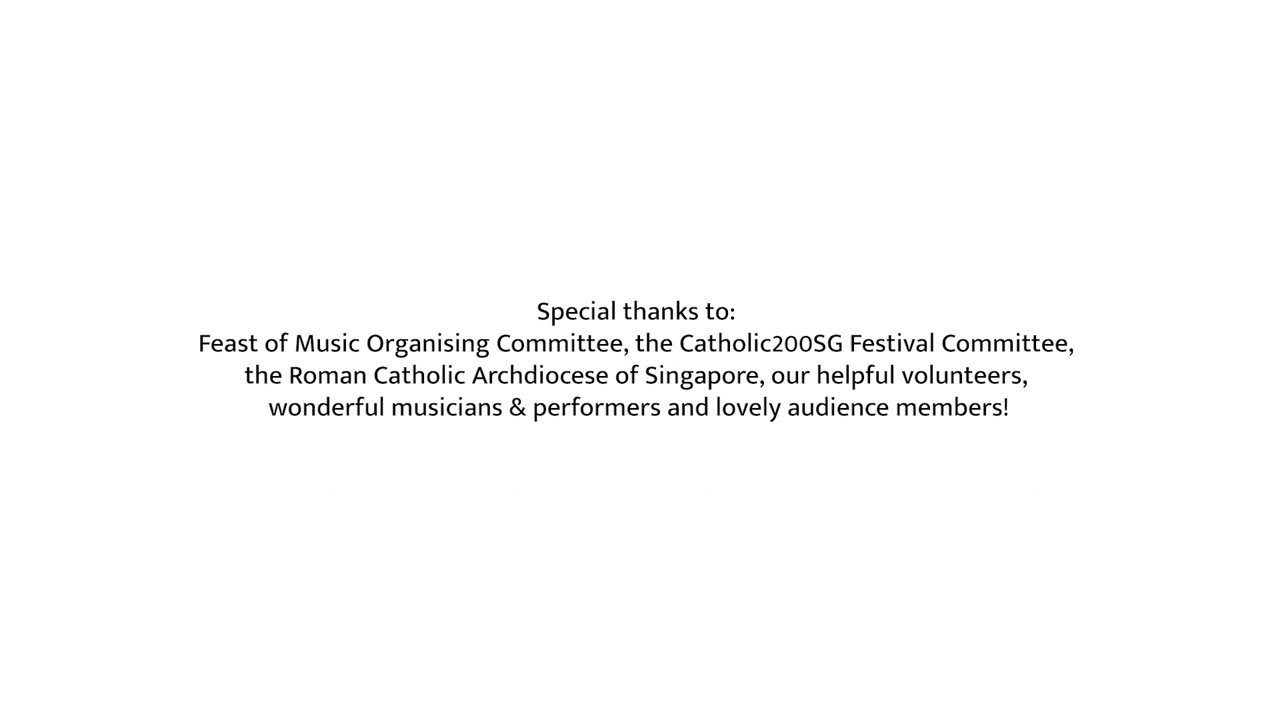 Special thanks to:
Feast of Music Organising Committee, the Catholic200SG Festival Committee,
the Roman Catholic Archdiocese of Singapore, our helpful volunteers,
wonderful musicians & performers and lovely audience members!